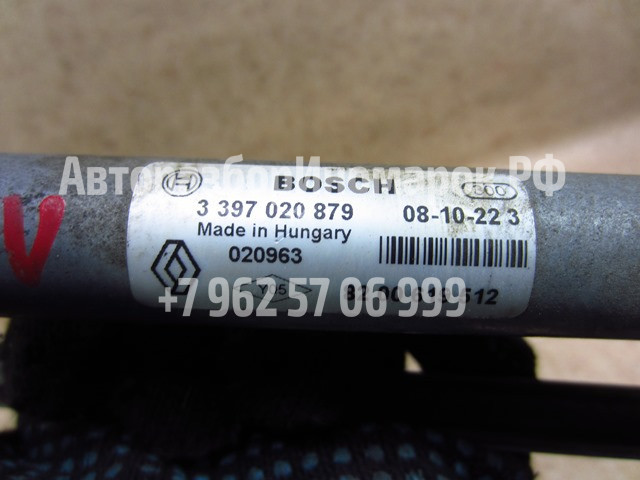 АвторазборИномарок.РФ
BOSCH
3 397 020 879 08-10-22 3
Made in Hungary
020963
+7 962 57 06 999
V